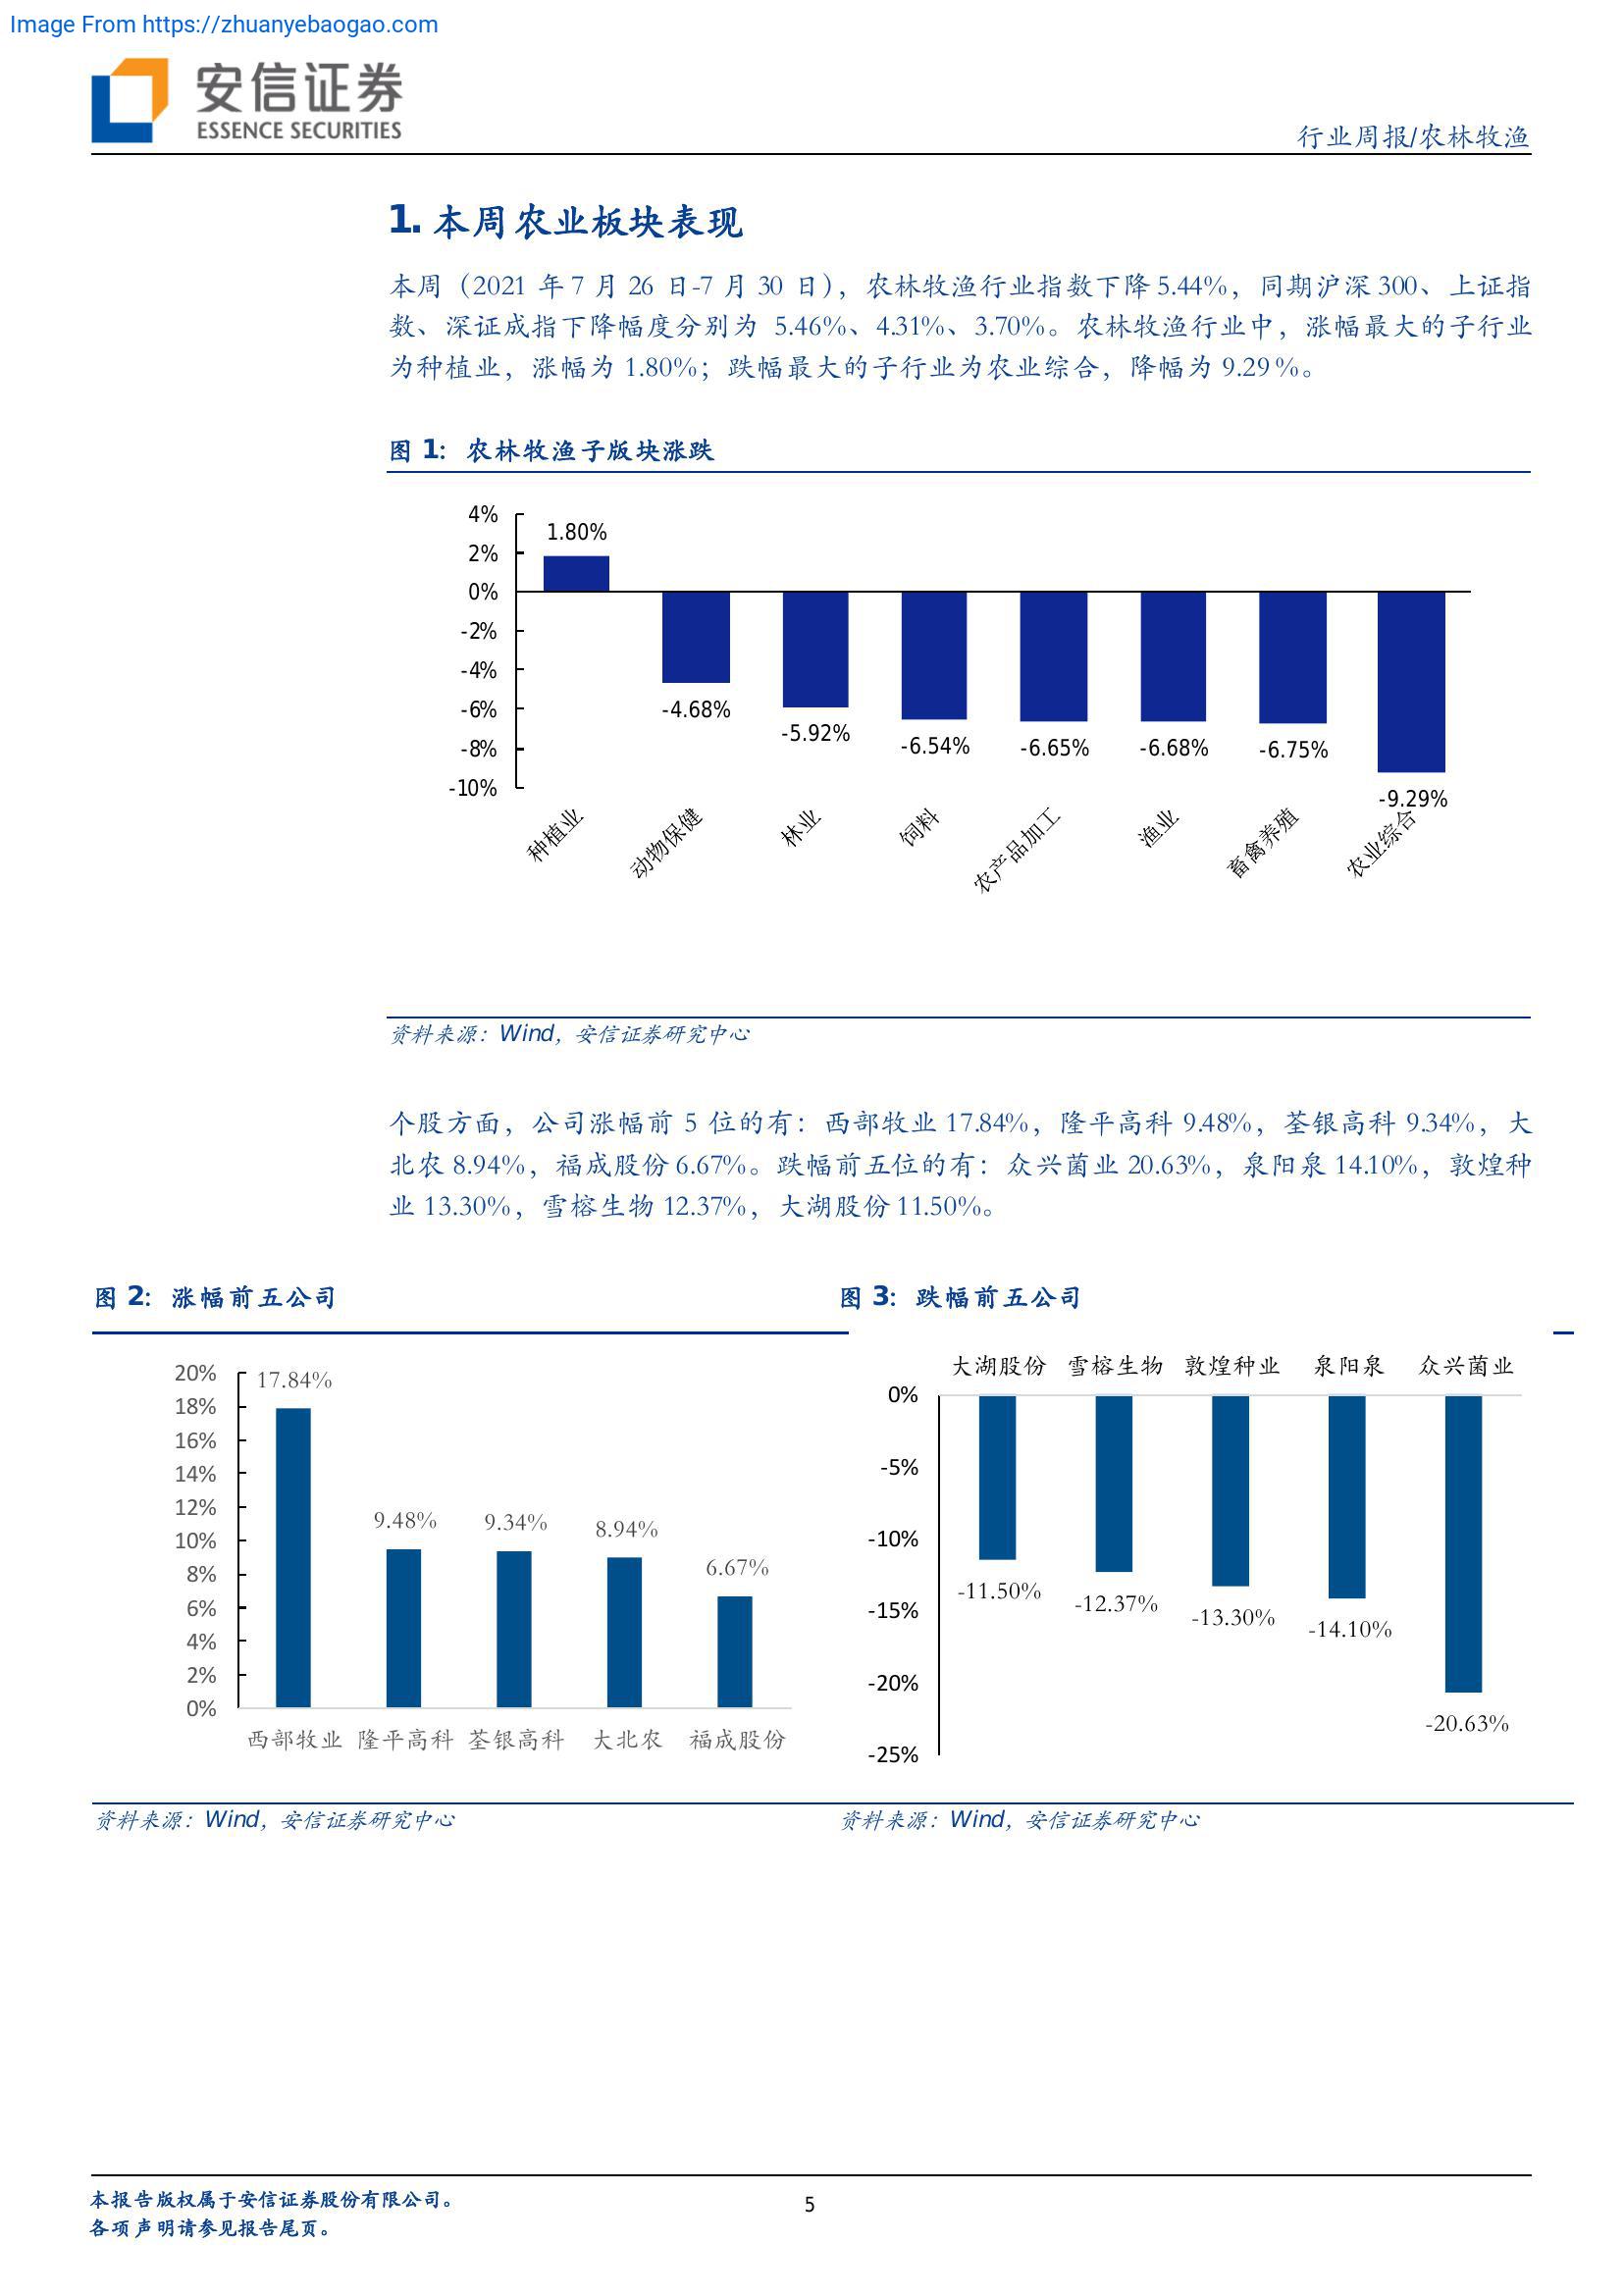 Image From https://zhuanyebaogao.com
安信证券
ESSENCE SECURITIES
行业周报/农林牧渔
1. 本周农业板块表现
本周（2021 年 7 月 26 日-7 月 30 日），农林牧渔行业指数下降 5.44%，同期沪深 300、上证指
数、深证成指下降幅度分别为 5.46%、4.31%、3.70%。农林牧渔行业中，涨幅最大的子行业
为种植业，涨幅为 1.80%；跌幅最大的子行业为农业综合，降幅为 9.29%。
图 1：农林牧渔子版块涨跌
4%
2%
0%
-2%
-4%
-6%
-8%
-10%
1.80%
-4.68%
-5.92%
-6.54%
-6.65%
-6.68%
-6.75%
-9.29%
种植业
动物保健
林业
饲料
农产品加工
渔业
畜禽养殖
农业综合
资料来源：Wind，安信证券研究中心
个股方面，公司涨幅前 5 位的有：西部牧业 17.84%，隆平高科 9.48%，荃银高科 9.34%，大
北农 8.94%，福成股份 6.67%。跌幅前五位的有：众兴菌业 20.63%，泉阳泉 14.10%，敦煌种
业 13.30%，雪榕生物 12.37%，大湖股份 11.50%。
图 2：涨幅前五公司
20%
18%
16%
14%
12%
10%
8%
6%
4%
2%
0%
17.84%
9.48%
9.34%
8.94%
6.67%
西部牧业 隆平高科 荃银高科 大北农 福成股份
资料来源：Wind，安信证券研究中心
图 3：跌幅前五公司
大湖股份 雪榕生物 敦煌种业 泉阳泉 众兴菌业
0%
-5%
-10%
-15%
-20%
-25%
-11.50%
-12.37%
-13.30%
-14.10%
-20.63%
资料来源：Wind，安信证券研究中心
本报告版权属于安信证券股份有限公司。
各项声明请参见报告尾页。
5